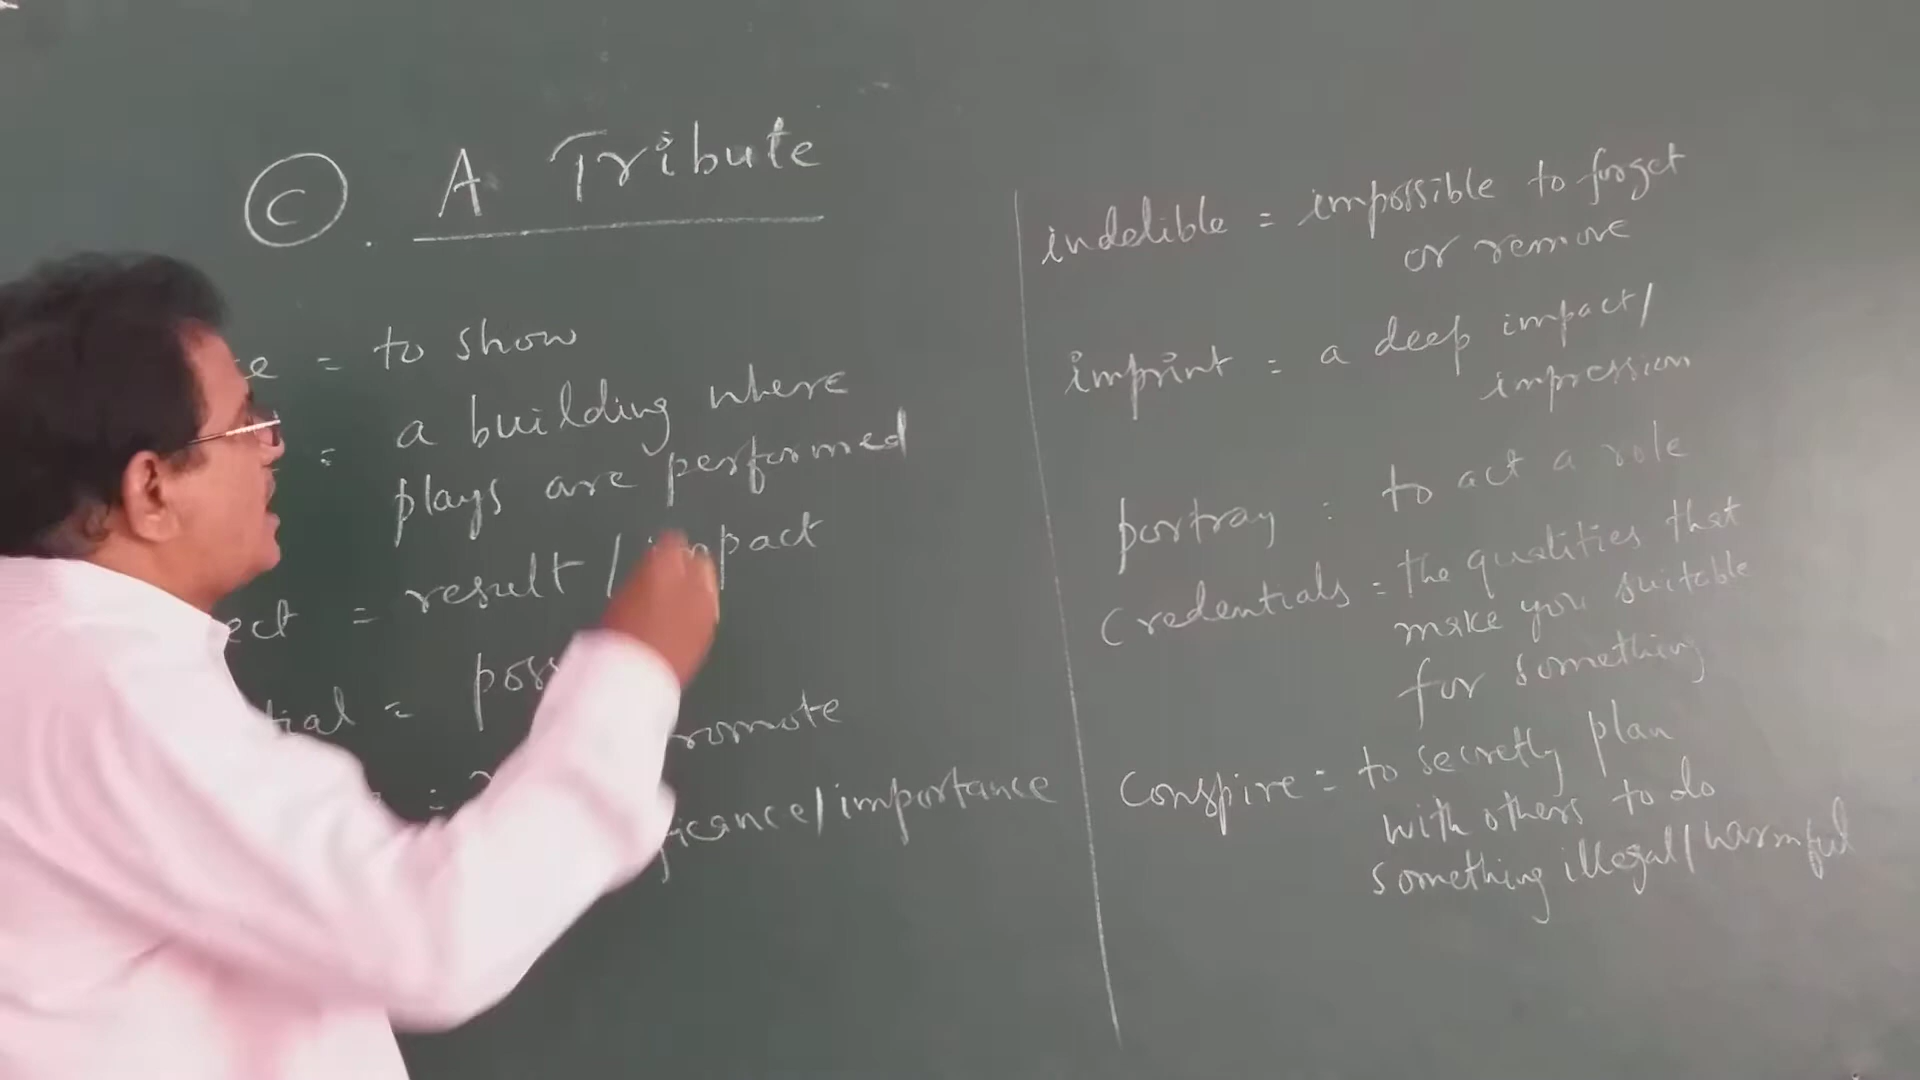 C. A Tribute
= to show
= a building where
plays are performed
= result / impact
=
romote
/importance
indelible = impossible to forget
or remove
imprint = a deep impact/
impression
portray : to act a role
Credentials = the qualities that
make you suitable
for something
Conspire = to secretly plan
with others to do
something illegal/harmful